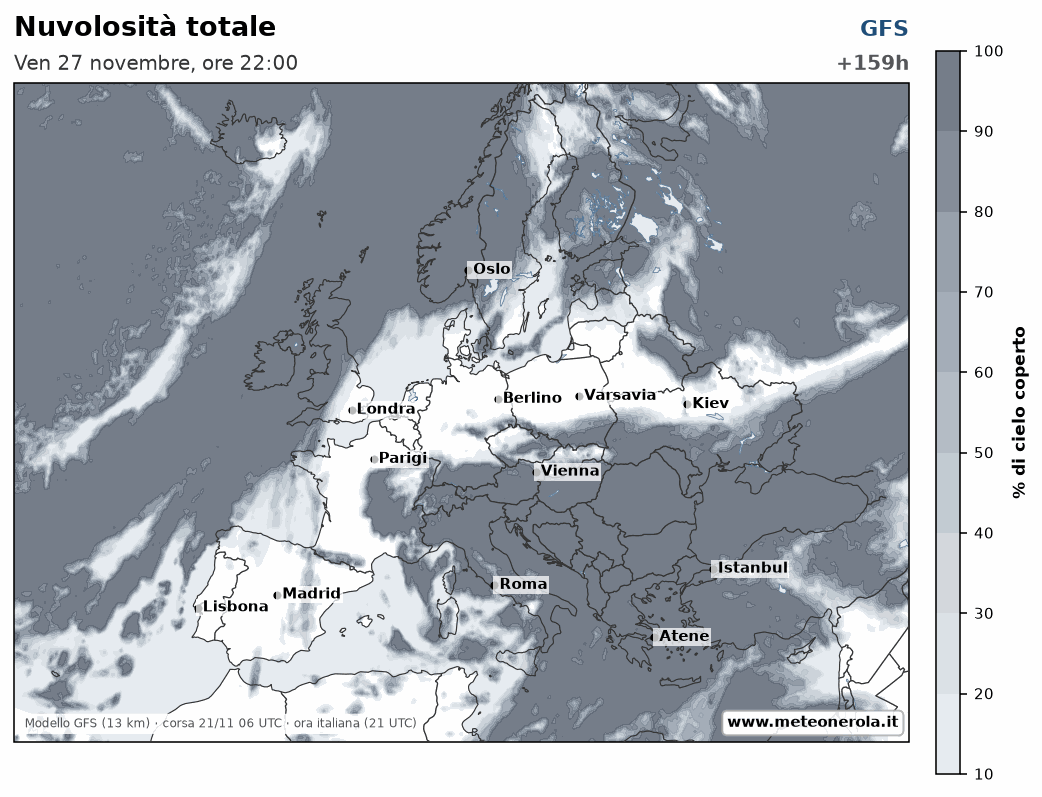 Nuvolosità totale
GFS
Ven 27 novembre, ore 22:00
+159h
100
90
80
70
60
50
40
30
20
10
% di cielo coperto
Oslo
Londra
Berlino
Varsavia
Kiev
Parigi
Vienna
Istanbul
Roma
Madrid
Lisbona
Atene
Modello GFS (13 km) · corsa 21/11 06 UTC · ora italiana (21 UTC)
www.meteonerola.it